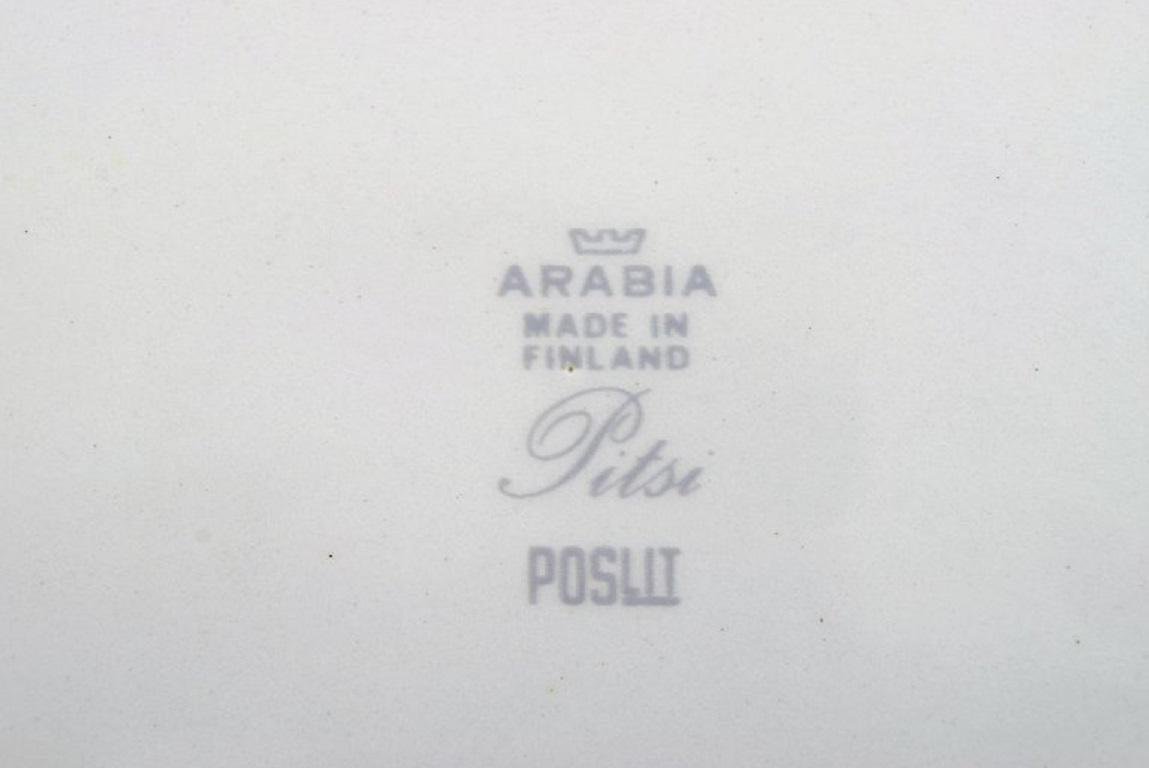 ARABIA
MADE IN
FINLAND
Pitsi
POSLIT